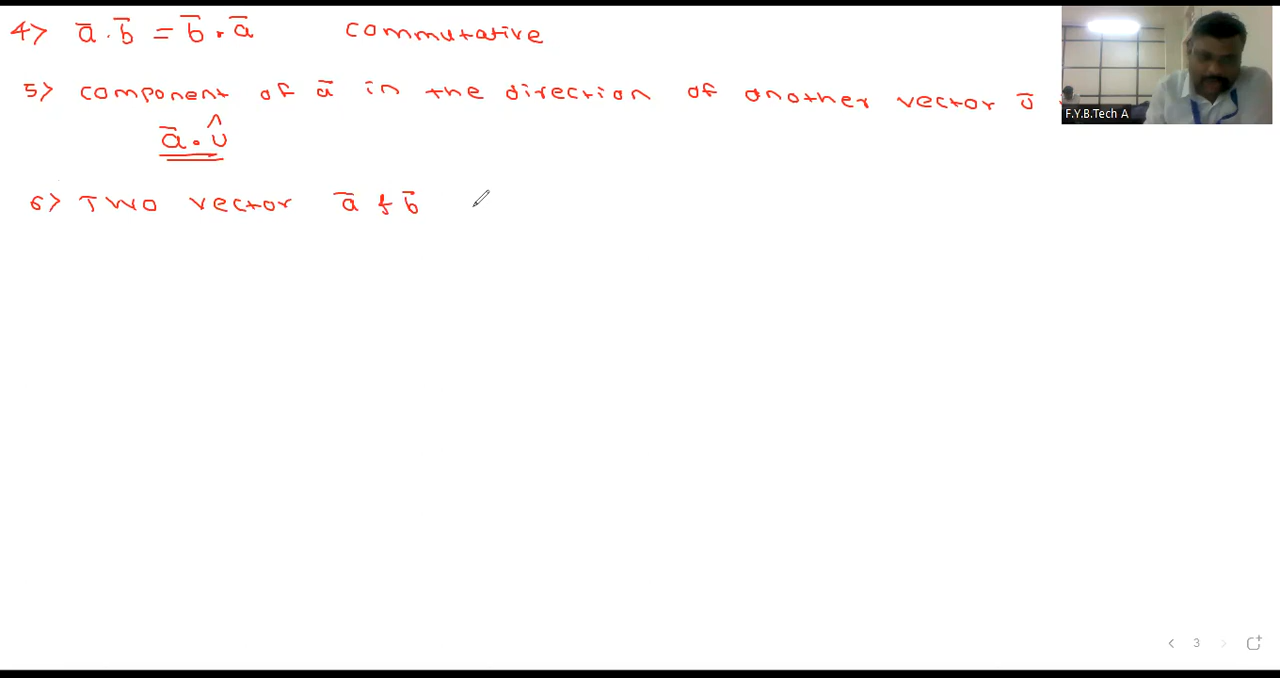 4> a̅ . b̅ = b̅ . a̅ commutative
5> component of a̅ in the direction of another vector u̅
a̅ . û
6> Two vector a̅ & b̅
F.Y.B.Tech A
3